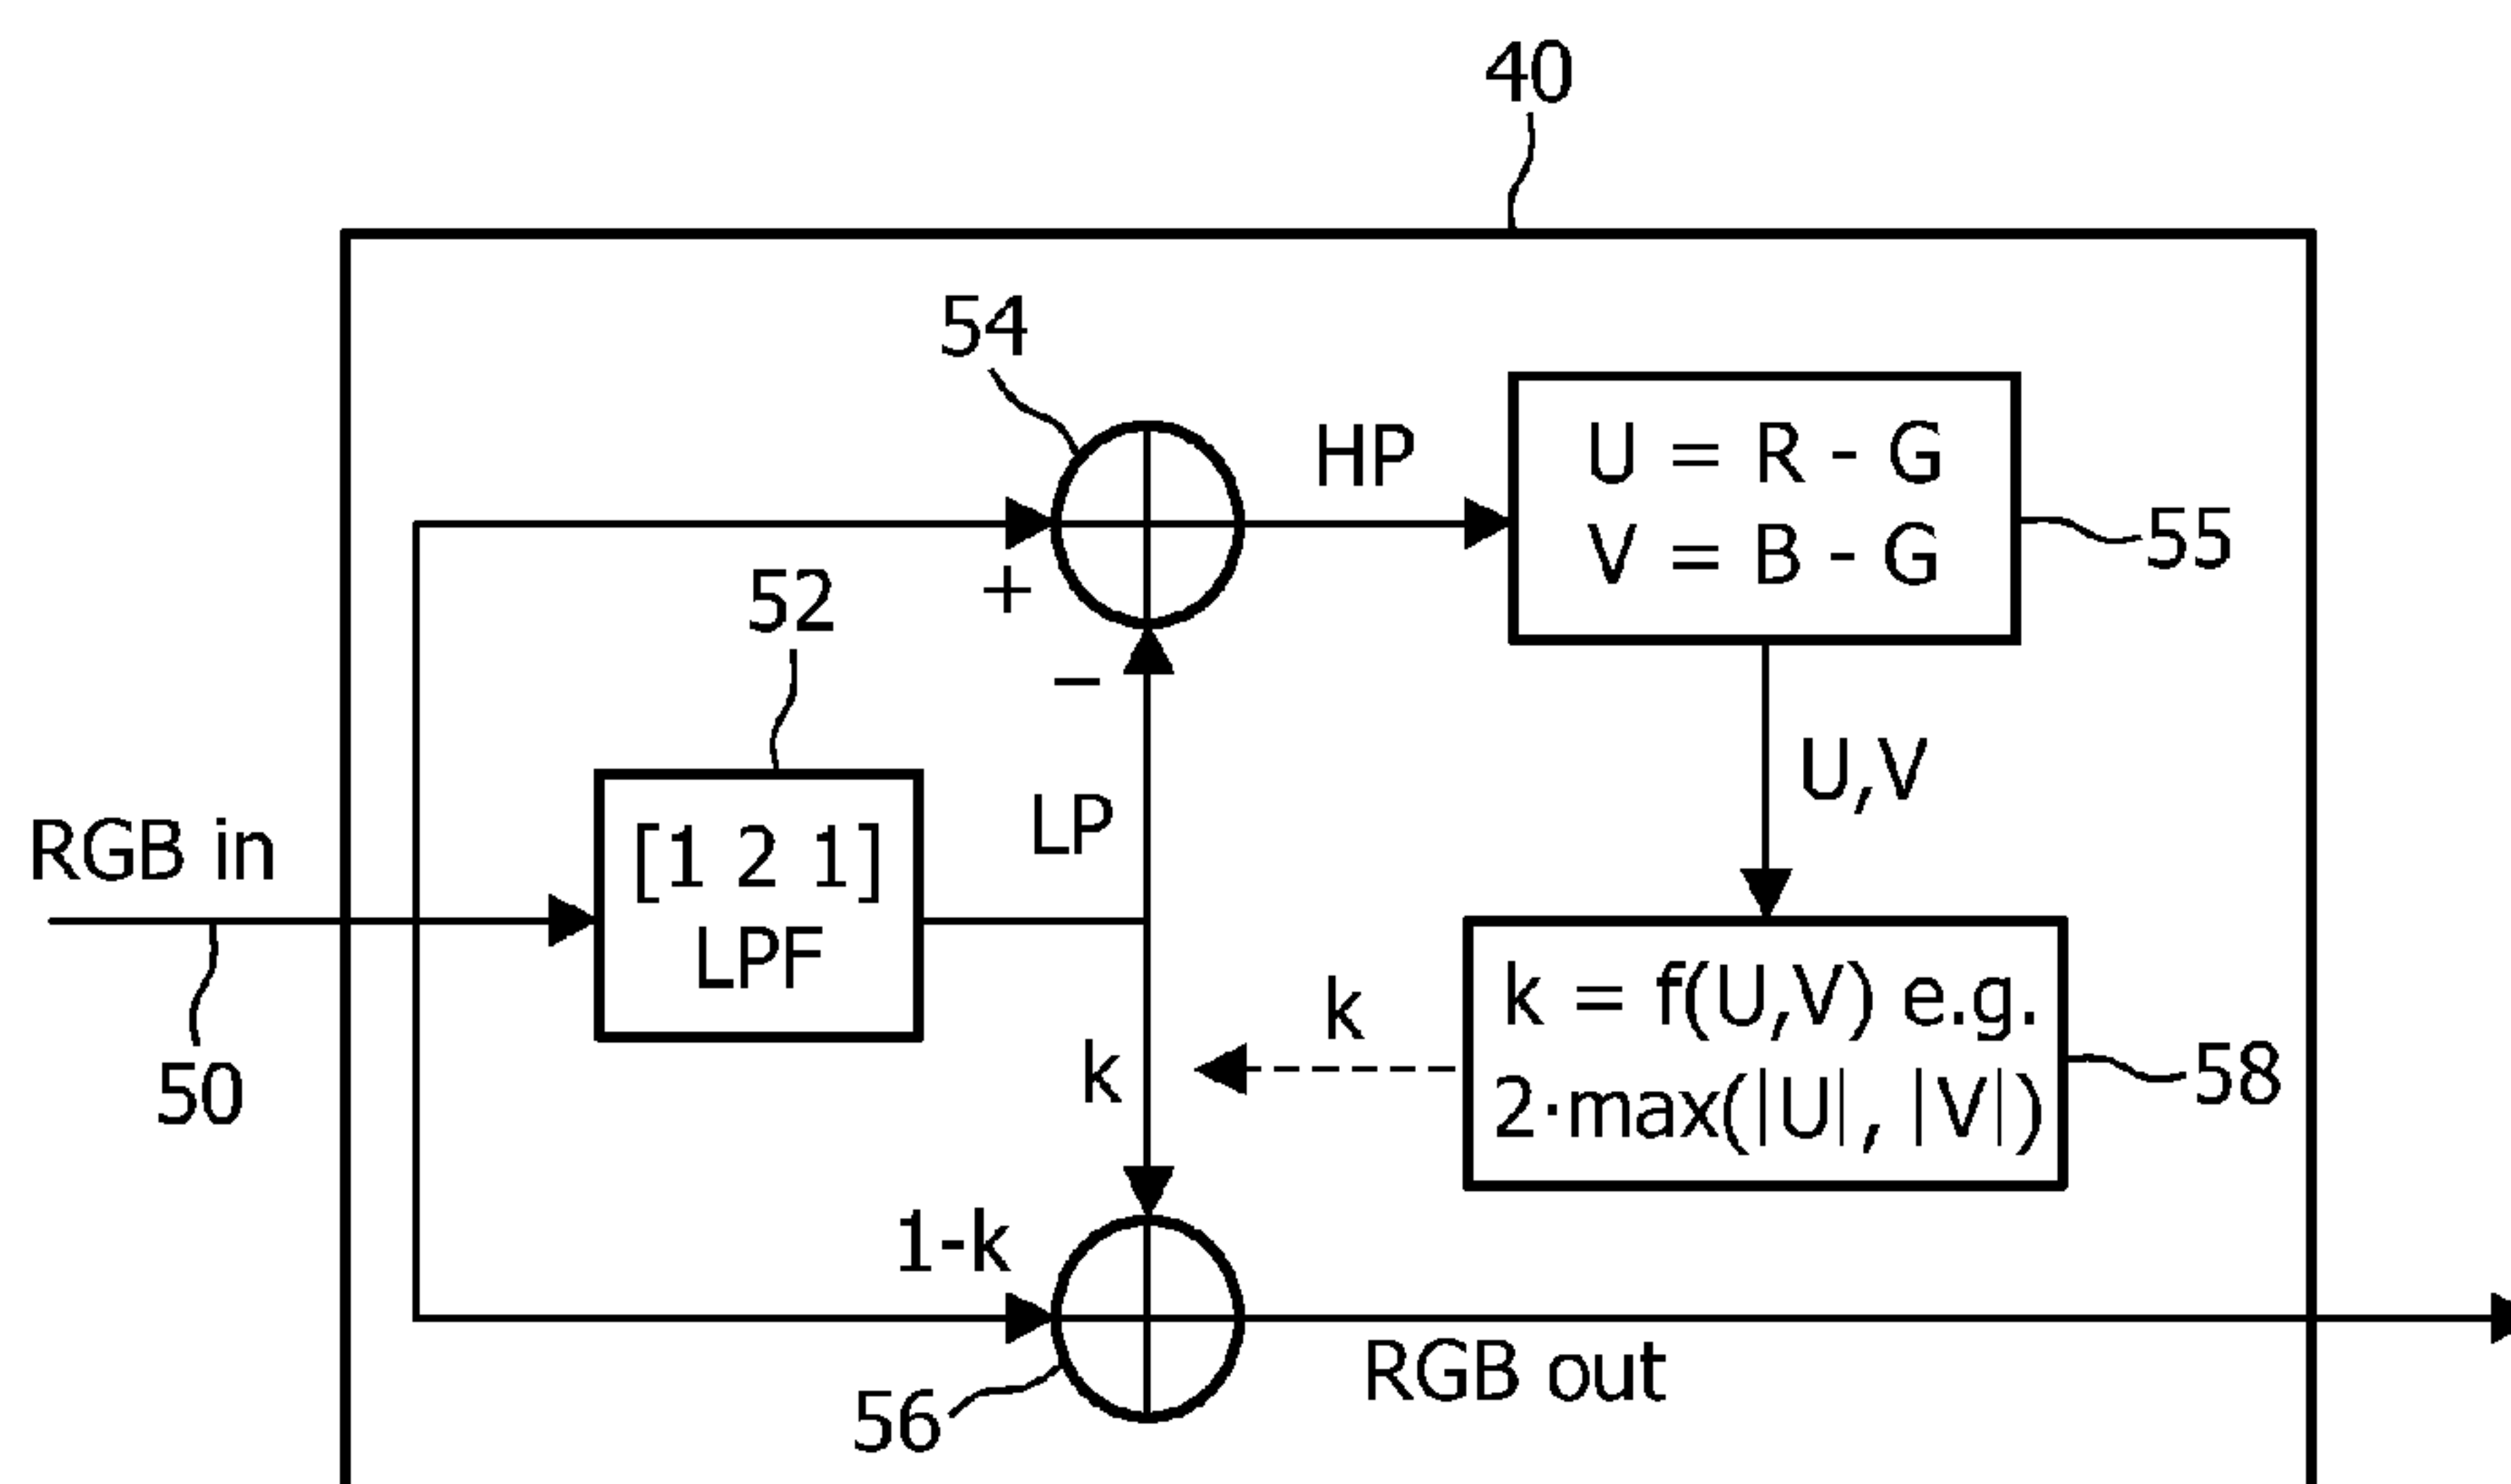 40
54
HP
U = R - G
V = B - G
55
+
52
−
U,V
LP
RGB in
[1 2 1]
LPF
k = f(U,V) e.g.
2·max(|U|, |V|)
k
k
58
50
1-k
RGB out
56